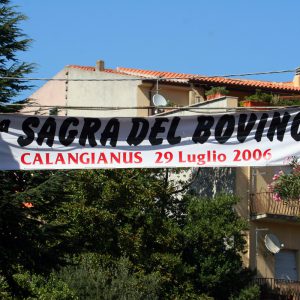 A SAGRA DEL BOVINO
CALANGIANUS 29 Luglio 2006